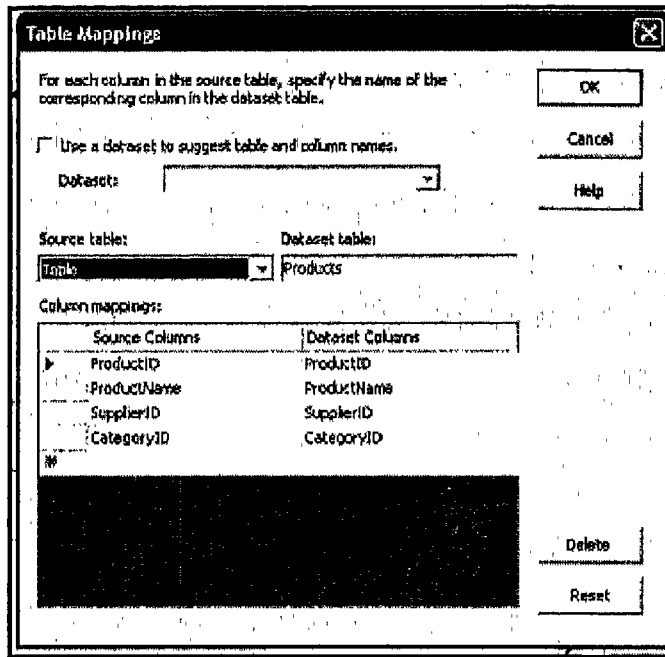 Table Mappings
For each column in the source table, specify the name of the
corresponding column in the dataset table.
OK
Use a dataset to suggest table and column names.
Cancel
Dataset:
Help
Source table: Dataset table:
Table Products
Column mappings:
Source Columns Dataset Columns
ProductID ProductID
ProductName ProductName
SupplierID SupplierID
CategoryID CategoryID
Delete
Reset